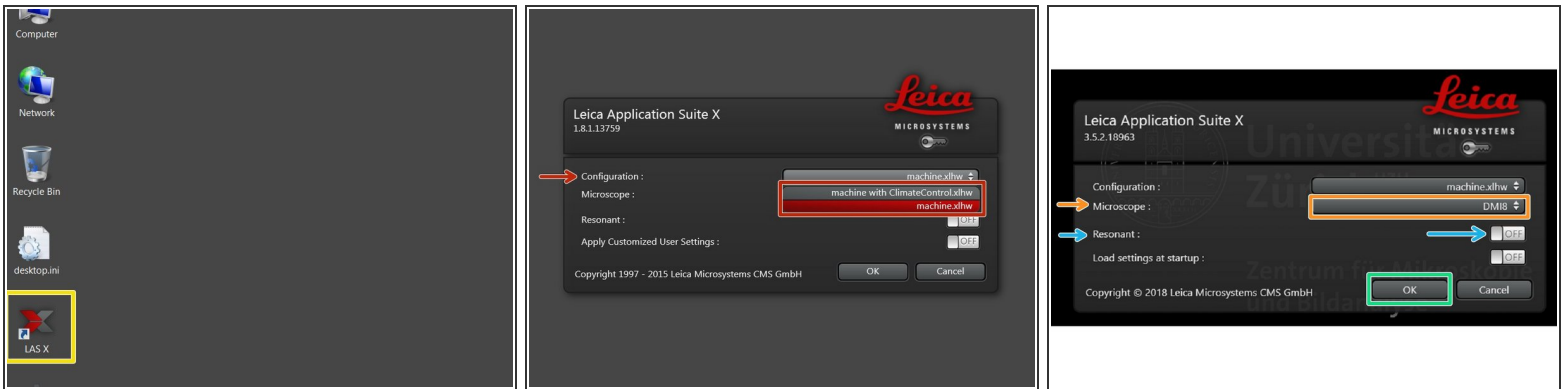 Computer
Network
Recycle Bin
desktop.ini
LAS X
Leica Application Suite X
1.8.1.13759
Leica
MICROSYSTEMS
Configuration :
machine.xlhw
Microscope :
machine with ClimateControl.xlhw
machine.xlhw
Resonant :
OFF
Apply Customized User Settings :
OFF
Copyright 1997 - 2015 Leica Microsystems CMS GmbH
OK
Cancel
Leica Application Suite X
3.5.2.18963
Leica
MICROSYSTEMS
Universität
Zürich
Configuration :
machine.xlhw
Microscope :
DMI8
Resonant :
OFF
Load settings at startup :
OFF
Zentrum für Mikroskopie
und Bildanalyse
Copyright © 2018 Leica Microsystems CMS GmbH
OK
Cancel